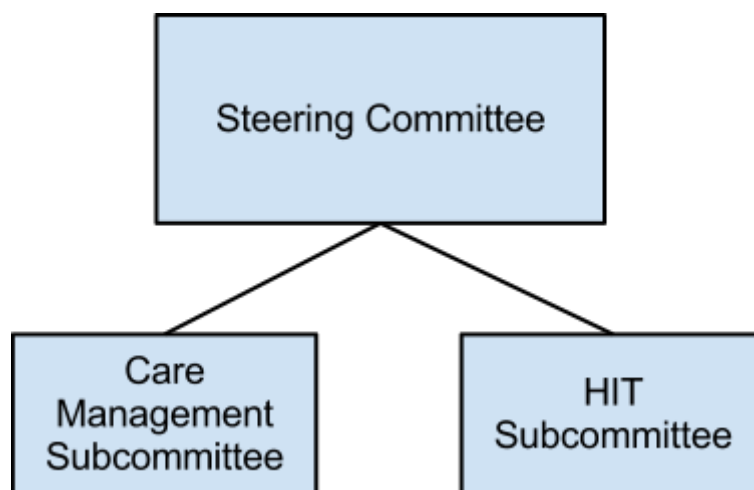 Steering Committee
Care
Management
Subcommittee
HIT
Subcommittee